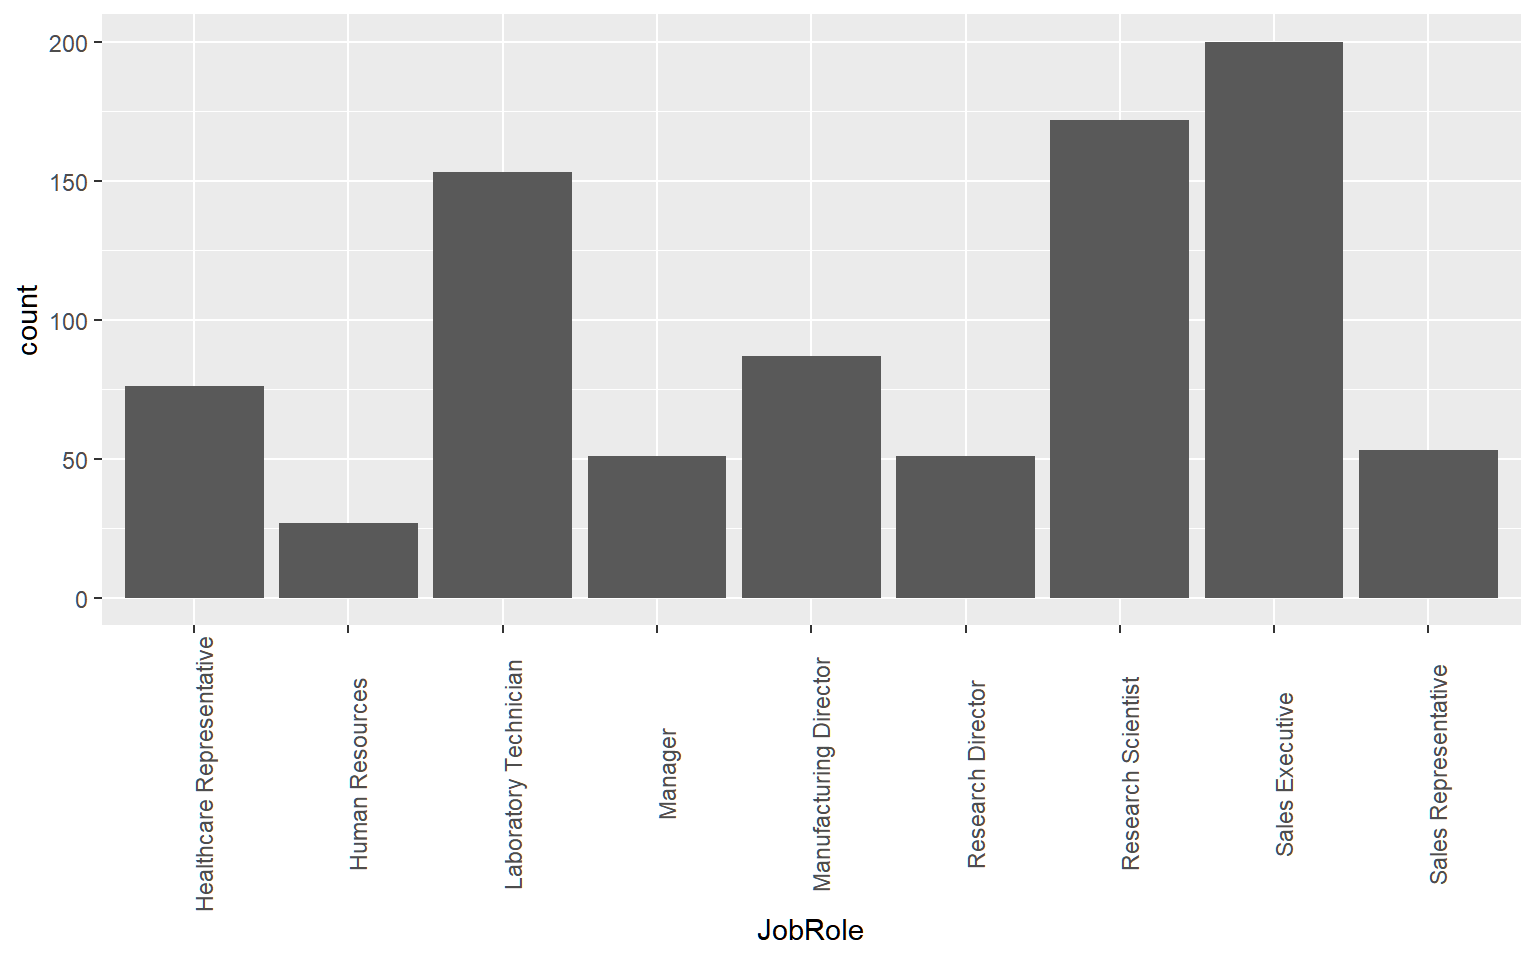 count
200
150
100
50
0
Healthcare Representative
Human Resources
Laboratory Technician
Manager
Manufacturing Director
Research Director
Research Scientist
Sales Executive
Sales Representative
JobRole